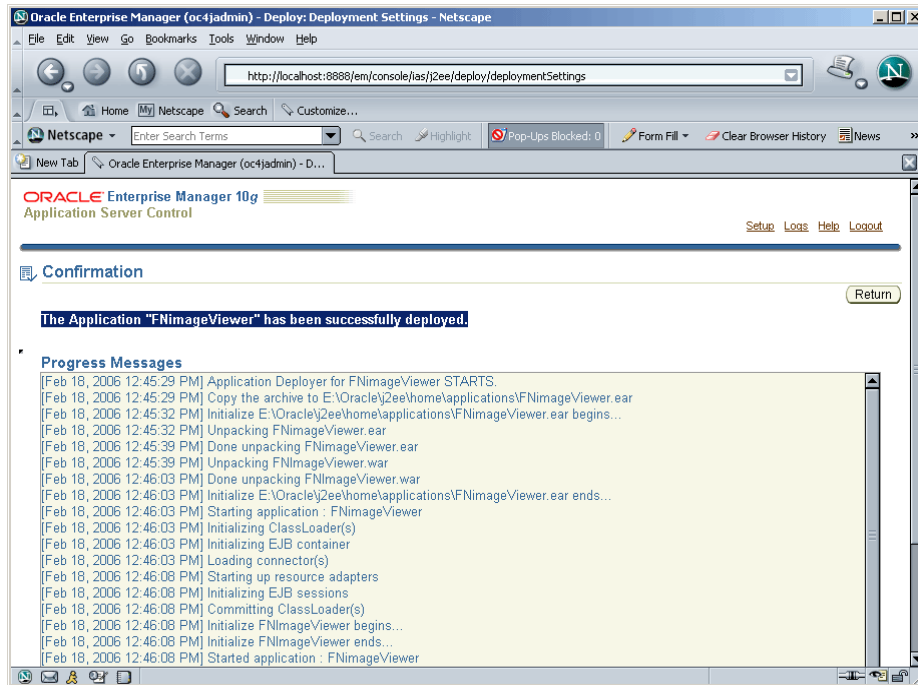 Oracle Enterprise Manager (oc4jadmin) - Deploy: Deployment Settings - Netscape
File Edit View Go Bookmarks Tools Window Help
http://localhost:8888/em/console/ias/j2ee/deploy/deploymentSettings
Home My Netscape Search Customize...
Netscape Enter Search Terms Search Highlight Pop-Ups Blocked: 0 Form Fill Clear Browser History News »
New Tab Oracle Enterprise Manager (oc4jadmin) - D...
ORACLE Enterprise Manager 10g
Application Server Control
Setup Logs Help Logout
Confirmation
Return
The Application "FNimageViewer" has been successfully deployed.
Progress Messages
[Feb 18, 2006 12:45:29 PM] Application Deployer for FNimageViewer STARTS.
[Feb 18, 2006 12:45:29 PM] Copy the archive to E:\Oracle\j2ee\home\applications\FNimageViewer.ear
[Feb 18, 2006 12:45:32 PM] Initialize E:\Oracle\j2ee\home\applications\FNimageViewer.ear begins...
[Feb 18, 2006 12:45:32 PM] Unpacking FNimageViewer.ear
[Feb 18, 2006 12:45:39 PM] Done unpacking FNimageViewer.ear
[Feb 18, 2006 12:45:39 PM] Unpacking FNImageViewer.war
[Feb 18, 2006 12:46:03 PM] Done unpacking FNImageViewer.war
[Feb 18, 2006 12:46:03 PM] Initialize E:\Oracle\j2ee\home\applications\FNimageViewer.ear ends...
[Feb 18, 2006 12:46:03 PM] Starting application : FNimageViewer
[Feb 18, 2006 12:46:03 PM] Initializing ClassLoader(s)
[Feb 18, 2006 12:46:03 PM] Initializing EJB container
[Feb 18, 2006 12:46:03 PM] Loading connector(s)
[Feb 18, 2006 12:46:08 PM] Starting up resource adapters
[Feb 18, 2006 12:46:08 PM] Initializing EJB sessions
[Feb 18, 2006 12:46:08 PM] Committing ClassLoader(s)
[Feb 18, 2006 12:46:08 PM] Initialize FNImageViewer begins...
[Feb 18, 2006 12:46:08 PM] Initialize FNImageViewer ends...
[Feb 18, 2006 12:46:08 PM] Started application : FNimageViewer